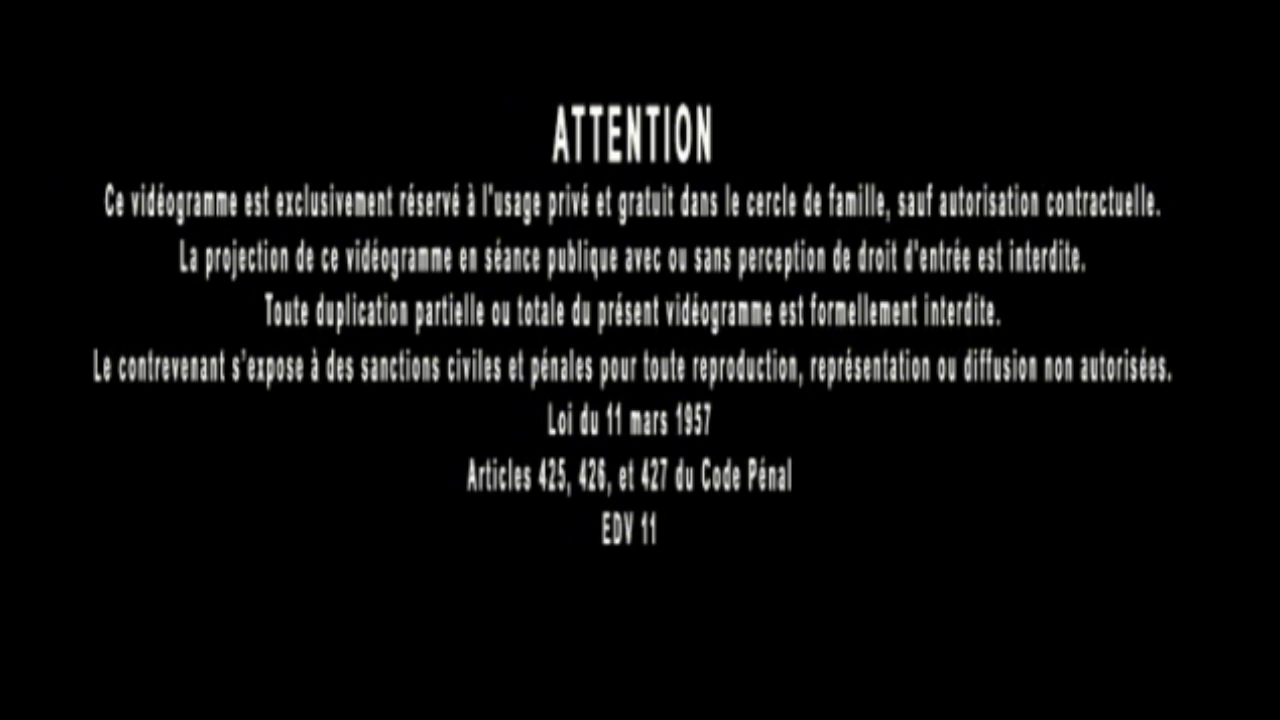 ATTENTION
Ce vidéogramme est exclusivement réservé à l'usage privé et gratuit dans le cercle de famille, sauf autorisation contractuelle.
La projection de ce vidéogramme en séance publique avec ou sans perception de droit d'entrée est interdite.
Toute duplication partielle ou totale du présent vidéogramme est formellement interdite.
Le contrevenant s'expose à des sanctions civiles et pénales pour toute reproduction, représentation ou diffusion non autorisées.
Loi du 11 mars 1957
Articles 425, 426, et 427 du Code Pénal
EDV 11